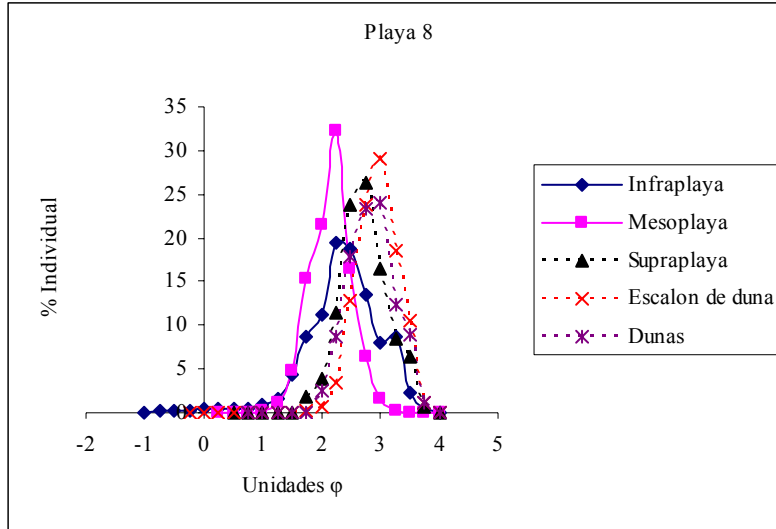 Playa 8
35
30
25
20
15
10
5
0
-2 -1 0 1 2 3 4 5
% Individual
Unidades φ
Infraplaya
Mesoplaya
Supraplaya
Escalon de duna
Dunas